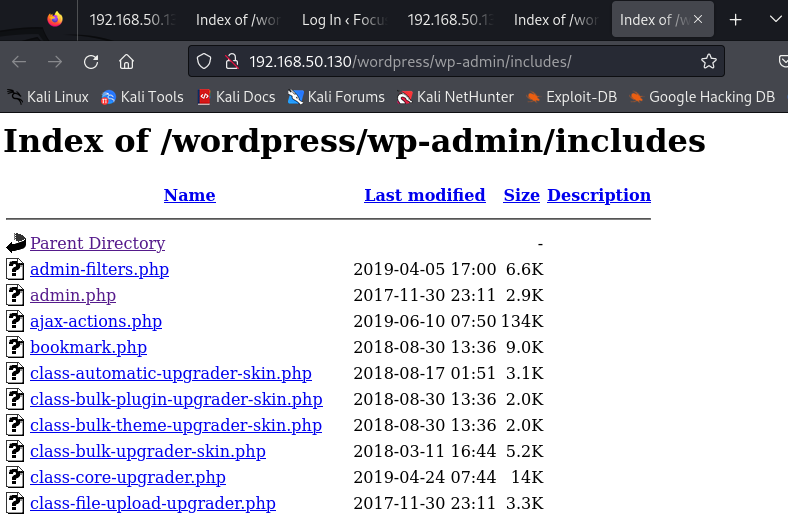 192.168.50.13 Index of /wor Log In ‹ Focu 192.168.50.13 Index of /wo Index of /w
192.168.50.130/wordpress/wp-admin/includes/
Kali Linux Kali Tools Kali Docs Kali Forums Kali NetHunter Exploit-DB Google Hacking DB
Index of /wordpress/wp-admin/includes
Name Last modified Size Description
Parent Directory -
admin-filters.php 2019-04-05 17:00 6.6K
admin.php 2017-11-30 23:11 2.9K
ajax-actions.php 2019-06-10 07:50 134K
bookmark.php 2018-08-30 13:36 9.0K
class-automatic-upgrader-skin.php 2018-08-17 01:51 3.1K
class-bulk-plugin-upgrader-skin.php 2018-08-30 13:36 2.0K
class-bulk-theme-upgrader-skin.php 2018-08-30 13:36 2.0K
class-bulk-upgrader-skin.php 2018-03-11 16:44 5.2K
class-core-upgrader.php 2019-04-24 07:44 14K
class-file-upload-upgrader.php 2017-11-30 23:11 3.3K